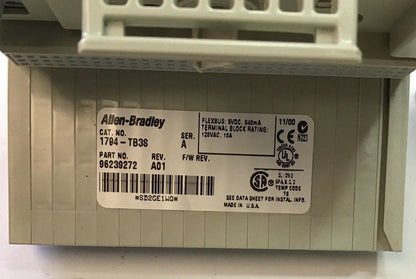 Allen-Bradley
CAT. NO.
1794-TB3S
SER.
A
PART NO.
96239272
REV.
A01
F/W REV.
*SD2GE1WQ*
FLEXBUS: 5VDC, 640mA
TERMINAL BLOCK RATING:
120VAC, 10A
11/00
CE
N223
UL
TEMP CODE
SEE DATA SHEET FOR INSTAL. INFO.
MADE IN U.S.A.